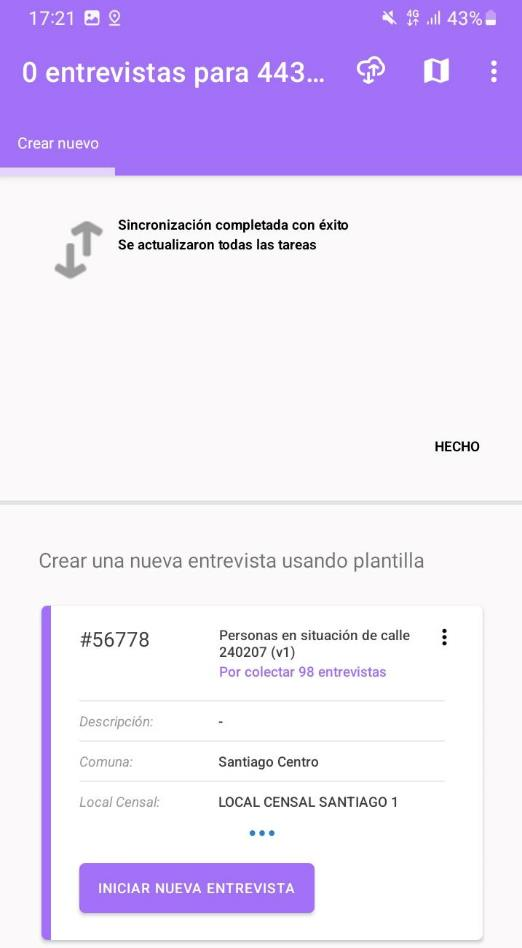 17:21 4G 43%
0 entrevistas para 443...
Crear nuevo
Sincronización completada con éxito
Se actualizaron todas las tareas
HECHO
Crear una nueva entrevista usando plantilla
#56778
Personas en situación de calle
240207 (v1)
Por colectar 98 entrevistas
Descripción: -
Comuna: Santiago Centro
Local Censal: LOCAL CENSAL SANTIAGO 1
INICIAR NUEVA ENTREVISTA